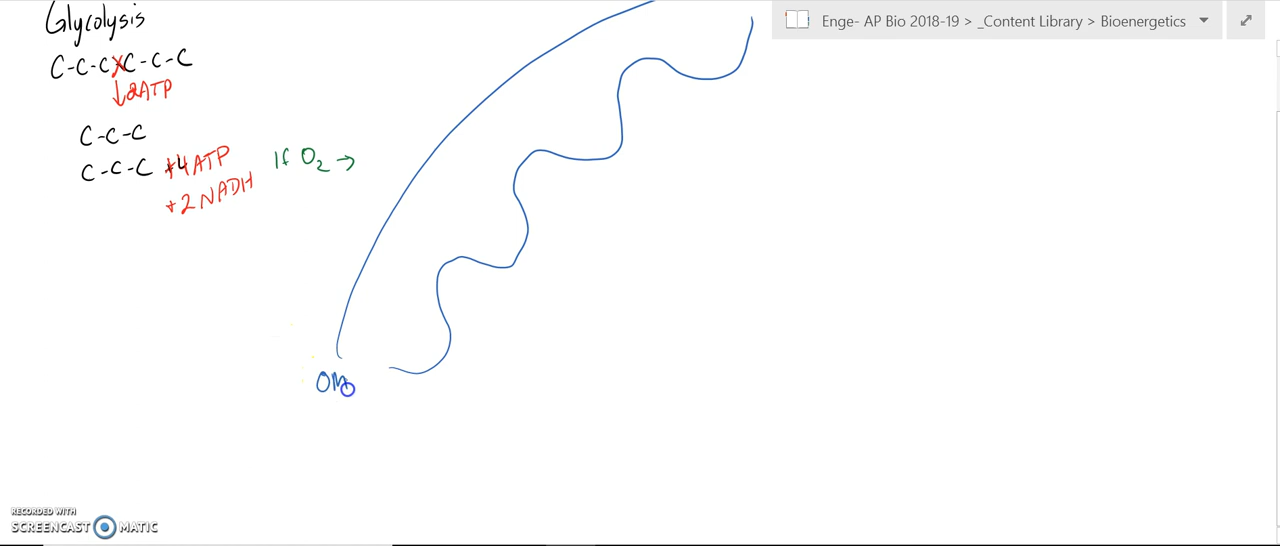 Glycolysis
C-C-CXC-C-C
↓2ATP
C-C-C
C-C-C +4ATP
+2NADH
If O2 →
OM
Enge- AP Bio 2018-19 > _Content Library > Bioenergetics
RECORDED WITH
SCREENCAST MATIC